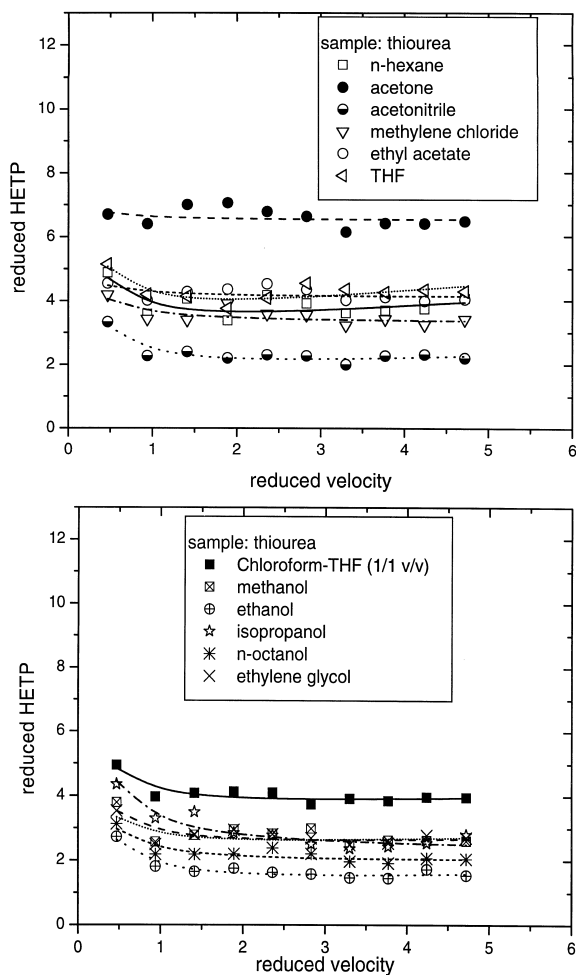 12
10
8
6
4
2
0
reduced HETP
sample: thiourea
n-hexane
acetone
acetonitrile
methylene chloride
ethyl acetate
THF
0 1 2 3 4 5 6
reduced velocity
12
10
8
6
4
2
0
reduced HETP
sample: thiourea
Chloroform-THF (1/1 v/v)
methanol
ethanol
isopropanol
n-octanol
ethylene glycol
0 1 2 3 4 5 6
reduced velocity